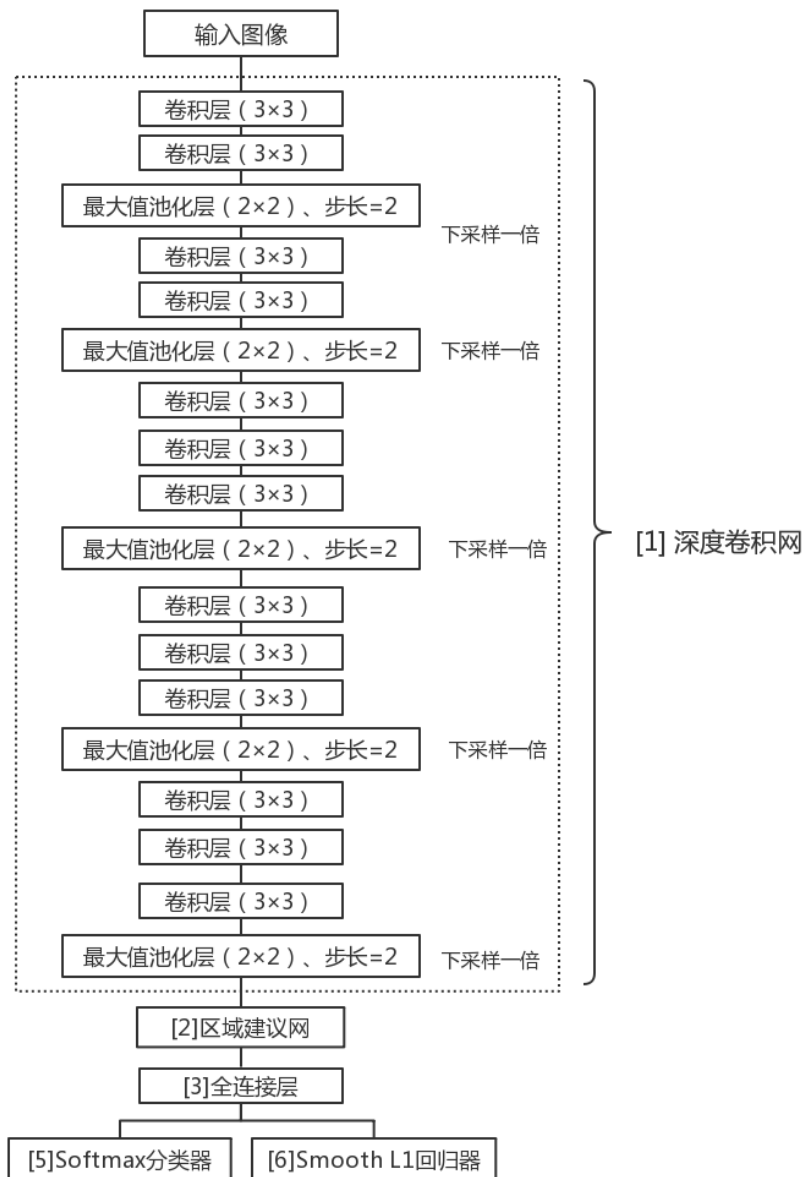 输入图像
卷积层（3×3）
卷积层（3×3）
最大值池化层（2×2）、步长=2
下采样一倍
卷积层（3×3）
卷积层（3×3）
最大值池化层（2×2）、步长=2
下采样一倍
卷积层（3×3）
卷积层（3×3）
卷积层（3×3）
最大值池化层（2×2）、步长=2
下采样一倍
[1] 深度卷积网
卷积层（3×3）
卷积层（3×3）
卷积层（3×3）
最大值池化层（2×2）、步长=2
下采样一倍
卷积层（3×3）
卷积层（3×3）
卷积层（3×3）
最大值池化层（2×2）、步长=2
下采样一倍
[2]区域建议网
[3]全连接层
[5]Softmax分类器
[6]Smooth L1回归器